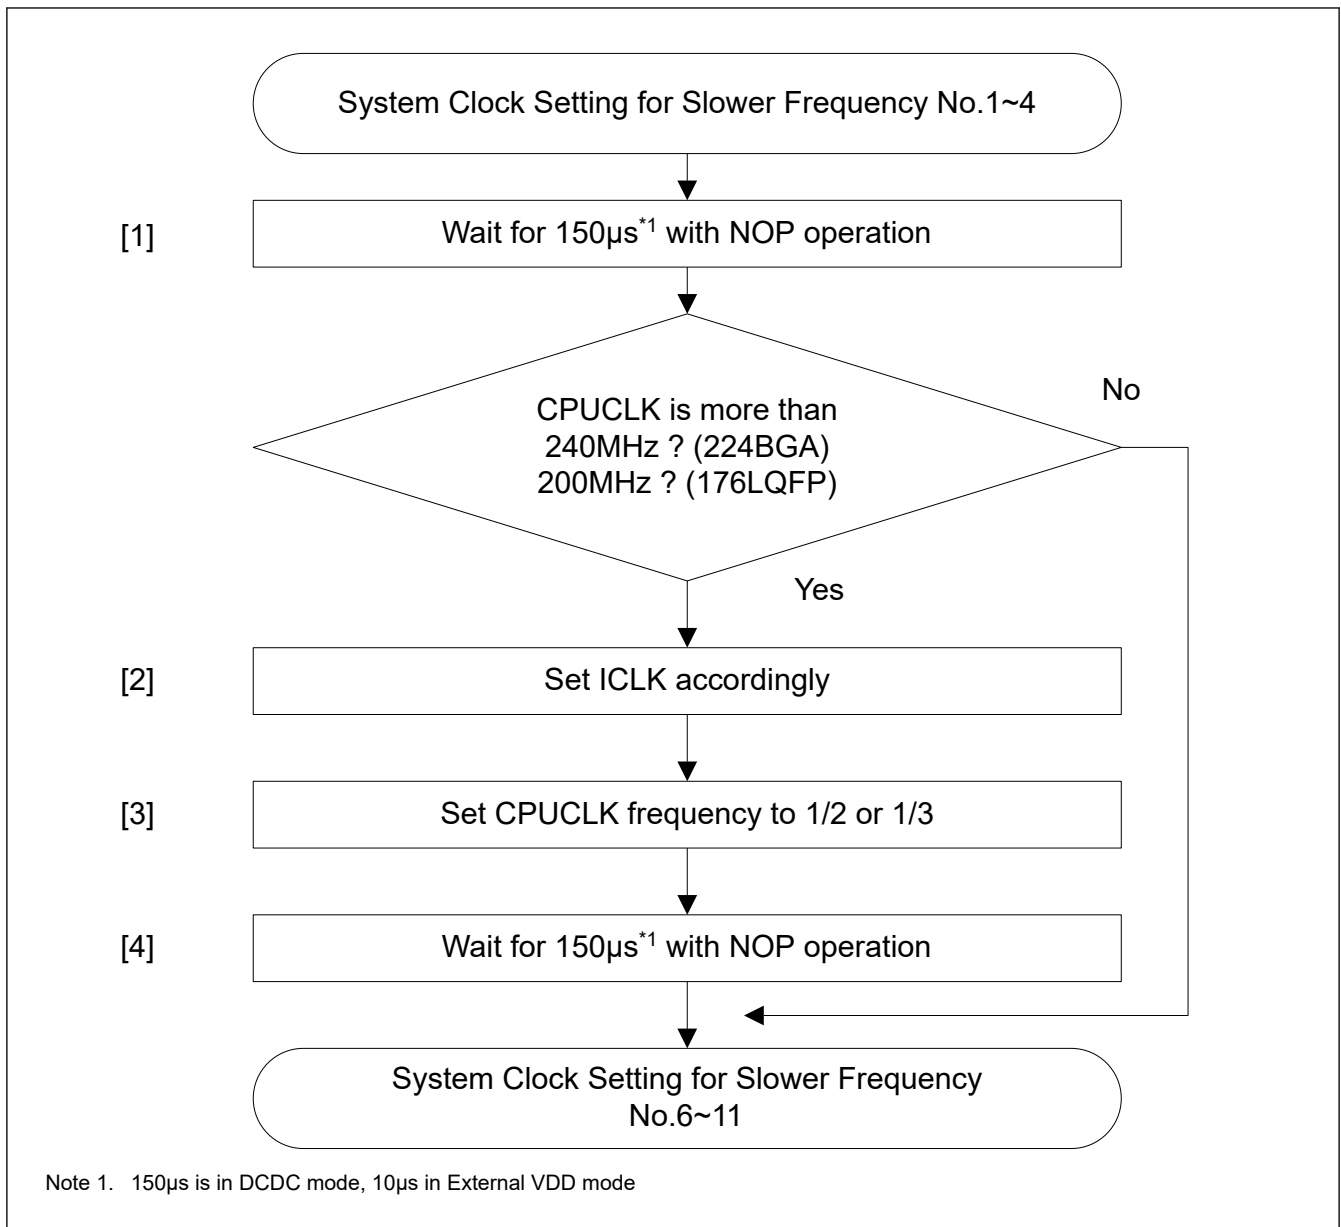 System Clock Setting for Slower Frequency No.1~4
[1]
Wait for 150µs*1 with NOP operation
CPUCLK is more than
240MHz ? (224BGA)
200MHz ? (176LQFP)
No
Yes
[2]
Set ICLK accordingly
[3]
Set CPUCLK frequency to 1/2 or 1/3
[4]
Wait for 150µs*1 with NOP operation
System Clock Setting for Slower Frequency
No.6~11
Note 1. 150µs is in DCDC mode, 10µs in External VDD mode